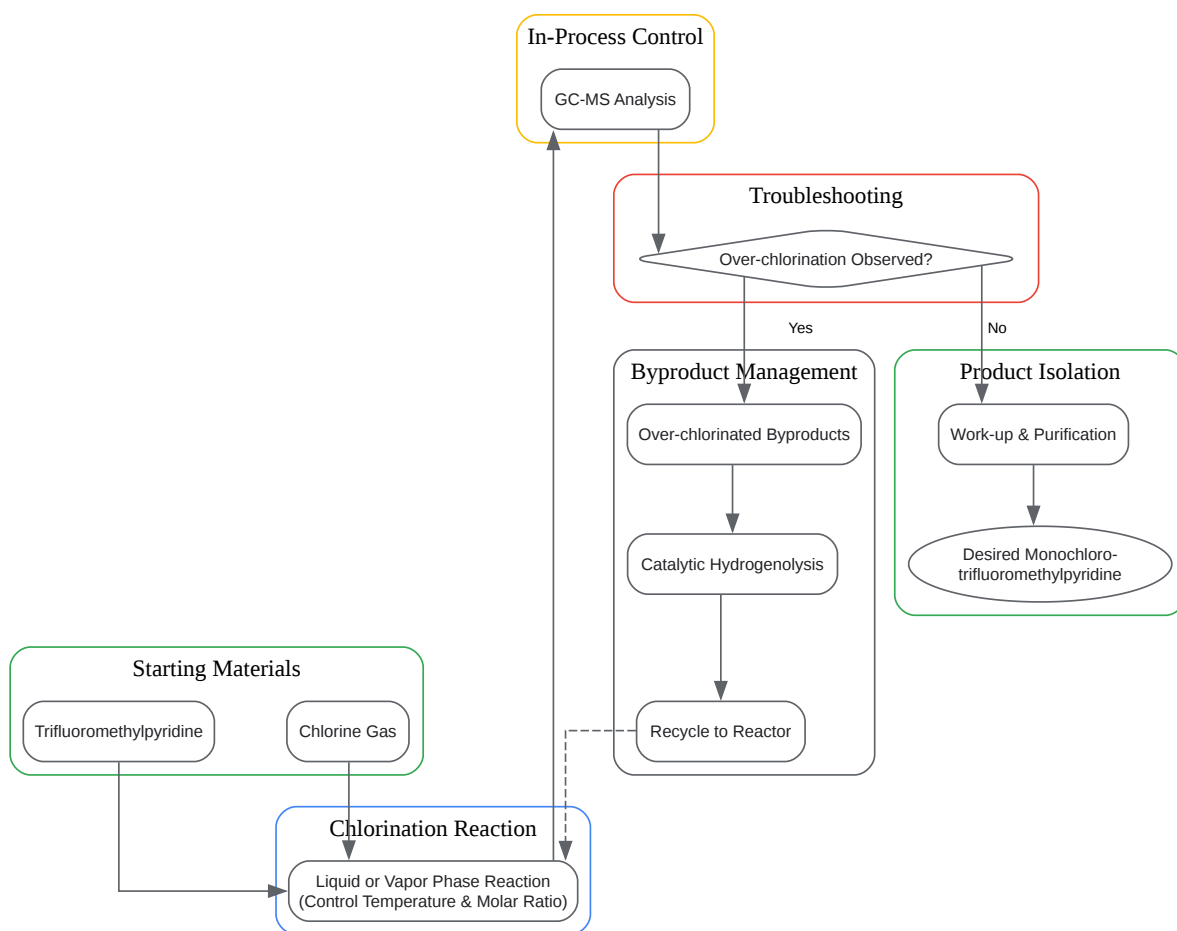 In-Process Control
GC-MS Analysis
Troubleshooting
Over-chlorination Observed?
Yes
No
Byproduct Management
Product Isolation
Over-chlorinated Byproducts
Work-up & Purification
Catalytic Hydrogenolysis
Desired Monochloro-
trifluoromethylpyridine
Starting Materials
Trifluoromethylpyridine
Chlorine Gas
Recycle to Reactor
Chlorination Reaction
Liquid or Vapor Phase Reaction
(Control Temperature & Molar Ratio)